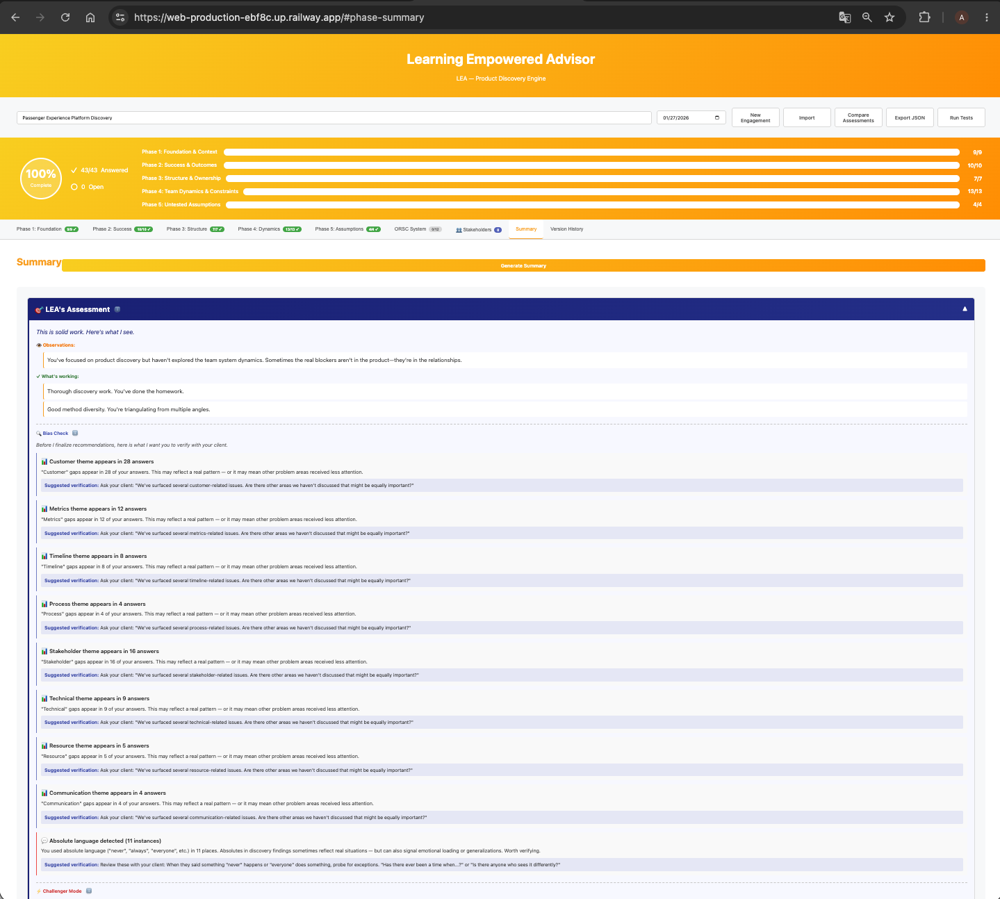 https://web-production-ebf8c.up.railway.app/#phase-summary
A
Learning Empowered Advisor
LEA — Product Discovery Engine
Passenger Experience Platform Discovery
01/27/2026
New Engagement
Import
Compare Assessments
Export JSON
Run Tests
100%
Complete
✓ 43/43 Answered
0 Open
Phase 1: Foundation & Context 9/9
Phase 2: Success & Outcomes 10/10
Phase 3: Structure & Ownership 7/7
Phase 4: Team Dynamics & Constraints 13/13
Phase 5: Untested Assumptions 4/4
Phase 1: Foundation 9/9 ✓ Phase 2: Success 10/10 ✓ Phase 3: Structure 7/7 ✓ Phase 4: Dynamics 13/13 ✓ Phase 5: Assumptions 4/4 ✓ ORSC System 0/12 👥 Stakeholders 0 Summary Version History
Summary
Generate Summary
🎯 LEA's Assessment
This is solid work. Here's what I see.
👁 Observations:
You've focused on product discovery but haven't explored the team system dynamics. Sometimes the real blockers aren't in the product—they're in the relationships.
✓ What's working:
Thorough discovery work. You've done the homework.
Good method diversity. You're triangulating from multiple angles.
🔍 Bias Check
Before I finalize recommendations, here is what I want you to verify with your client.
📊 Customer theme appears in 28 answers
"Customer" gaps appear in 28 of your answers. This may reflect a real pattern — or it may mean other problem areas received less attention.
Suggested verification: Ask your client: "We've surfaced several customer-related issues. Are there other areas we haven't discussed that might be equally important?"
📊 Metrics theme appears in 12 answers
"Metrics" gaps appear in 12 of your answers. This may reflect a real pattern — or it may mean other problem areas received less attention.
Suggested verification: Ask your client: "We've surfaced several metrics-related issues. Are there other areas we haven't discussed that might be equally important?"
📊 Timeline theme appears in 8 answers
"Timeline" gaps appear in 8 of your answers. This may reflect a real pattern — or it may mean other problem areas received less attention.
Suggested verification: Ask your client: "We've surfaced several timeline-related issues. Are there other areas we haven't discussed that might be equally important?"
📊 Process theme appears in 4 answers
"Process" gaps appear in 4 of your answers. This may reflect a real pattern — or it may mean other problem areas received less attention.
Suggested verification: Ask your client: "We've surfaced several process-related issues. Are there other areas we haven't discussed that might be equally important?"
📊 Stakeholder theme appears in 16 answers
"Stakeholder" gaps appear in 16 of your answers. This may reflect a real pattern — or it may mean other problem areas received less attention.
Suggested verification: Ask your client: "We've surfaced several stakeholder-related issues. Are there other areas we haven't discussed that might be equally important?"
📊 Technical theme appears in 9 answers
"Technical" gaps appear in 9 of your answers. This may reflect a real pattern — or it may mean other problem areas received less attention.
Suggested verification: Ask your client: "We've surfaced several technical-related issues. Are there other areas we haven't discussed that might be equally important?"
📊 Resource theme appears in 5 answers
"Resource" gaps appear in 5 of your answers. This may reflect a real pattern — or it may mean other problem areas received less attention.
Suggested verification: Ask your client: "We've surfaced several resource-related issues. Are there other areas we haven't discussed that might be equally important?"
📊 Communication theme appears in 4 answers
"Communication" gaps appear in 4 of your answers. This may reflect a real pattern — or it may mean other problem areas received less attention.
Suggested verification: Ask your client: "We've surfaced several communication-related issues. Are there other areas we haven't discussed that might be equally important?"
💬 Absolute language detected (11 instances)
You used absolute language ("never", "always", "everyone", etc.) in 11 places. Absolutes in discovery findings sometimes reflect real situations — but can also signal emotional loading or generalizations. Worth verifying.
Suggested verification: Review these with your client: When they said something "never" happens or "everyone" does something, probe for exceptions. "Has there ever been a time when...?" or "Is there anyone who sees it differently?"
⚡ Challenger Mode